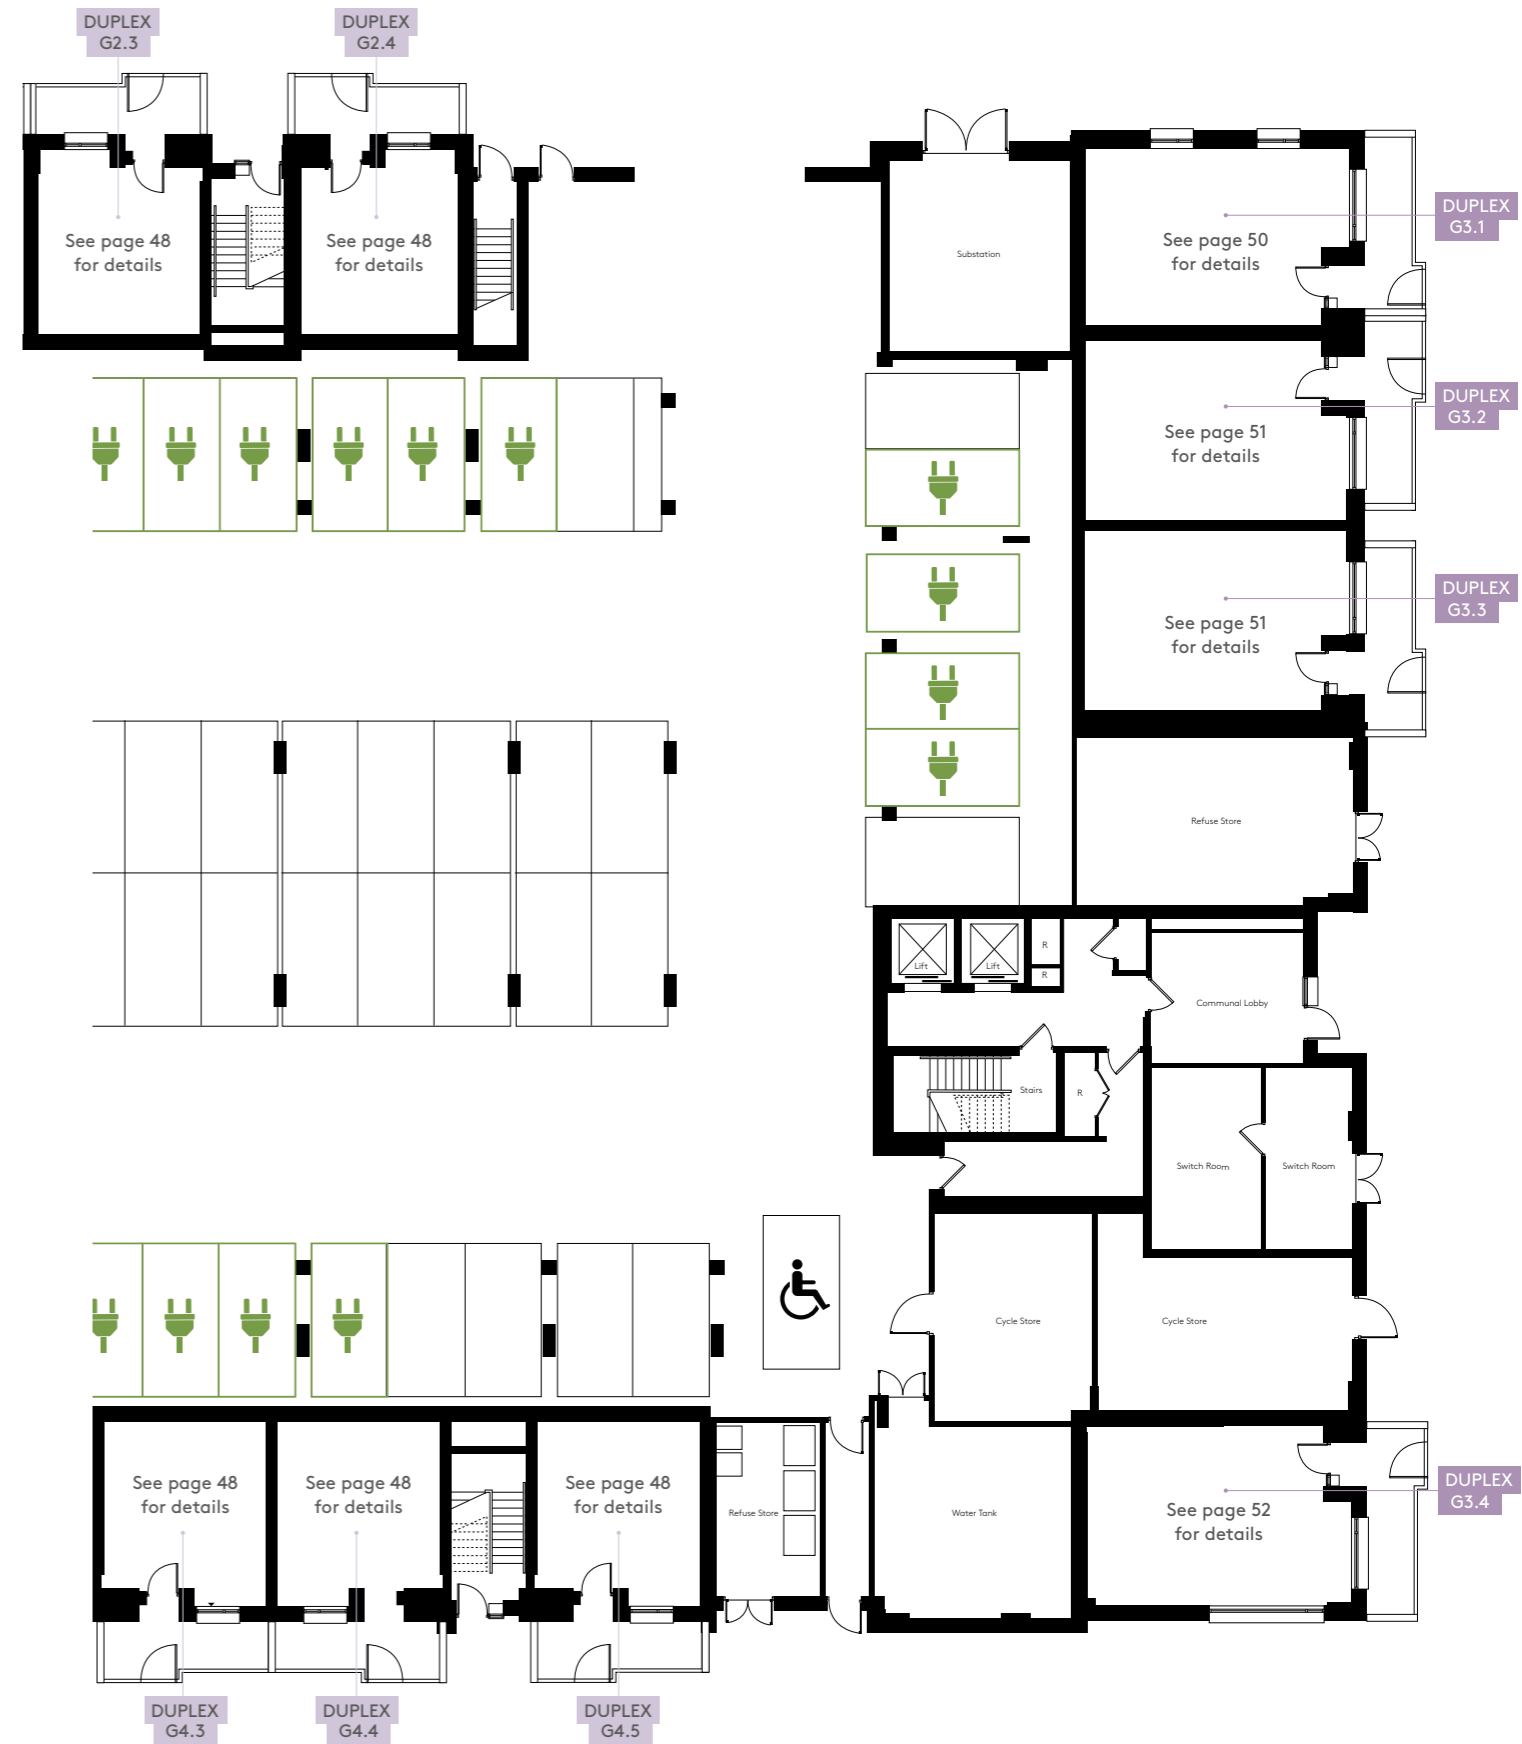 DUPLEX
G2.3
DUPLEX
G2.4
See page 48
for details
See page 48
for details
Substation
See page 50
for details
DUPLEX
G3.1
See page 51
for details
DUPLEX
G3.2
See page 51
for details
DUPLEX
G3.3
Refuse Store
Lift
Lift
R
R
Communal Lobby
Stairs
R
Switch Room
Switch Room
Cycle Store
Cycle Store
See page 48
for details
See page 48
for details
See page 48
for details
Refuse Store
Water Tank
See page 52
for details
DUPLEX
G3.4
DUPLEX
G4.3
DUPLEX
G4.4
DUPLEX
G4.5